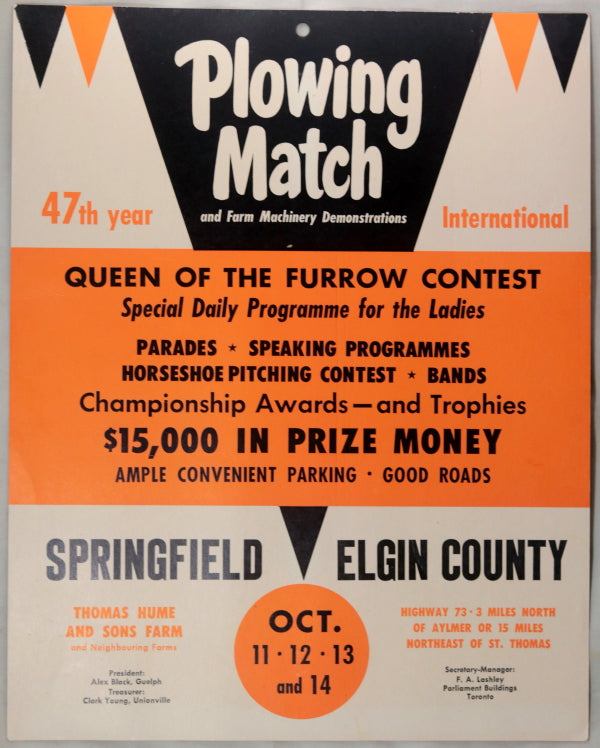 Plowing
Match
and Farm Machinery Demonstrations
47th year
International
QUEEN OF THE FURROW CONTEST
Special Daily Programme for the Ladies
PARADES ★ SPEAKING PROGRAMMES
HORSESHOE PITCHING CONTEST ★ BANDS
Championship Awards — and Trophies
$15,000 IN PRIZE MONEY
AMPLE CONVENIENT PARKING · GOOD ROADS
SPRINGFIELD
ELGIN COUNTY
THOMAS HUME
AND SONS FARM
and Neighbouring Farms
President:
Alex Black, Guelph
Treasurer:
Clark Young, Unionville
OCT.
11 · 12 · 13
and 14
HIGHWAY 73 · 3 MILES NORTH
OF AYLMER OR 15 MILES
NORTHEAST OF ST. THOMAS
Secretary-Manager:
F. A. Lashley
Parliament Buildings
Toronto